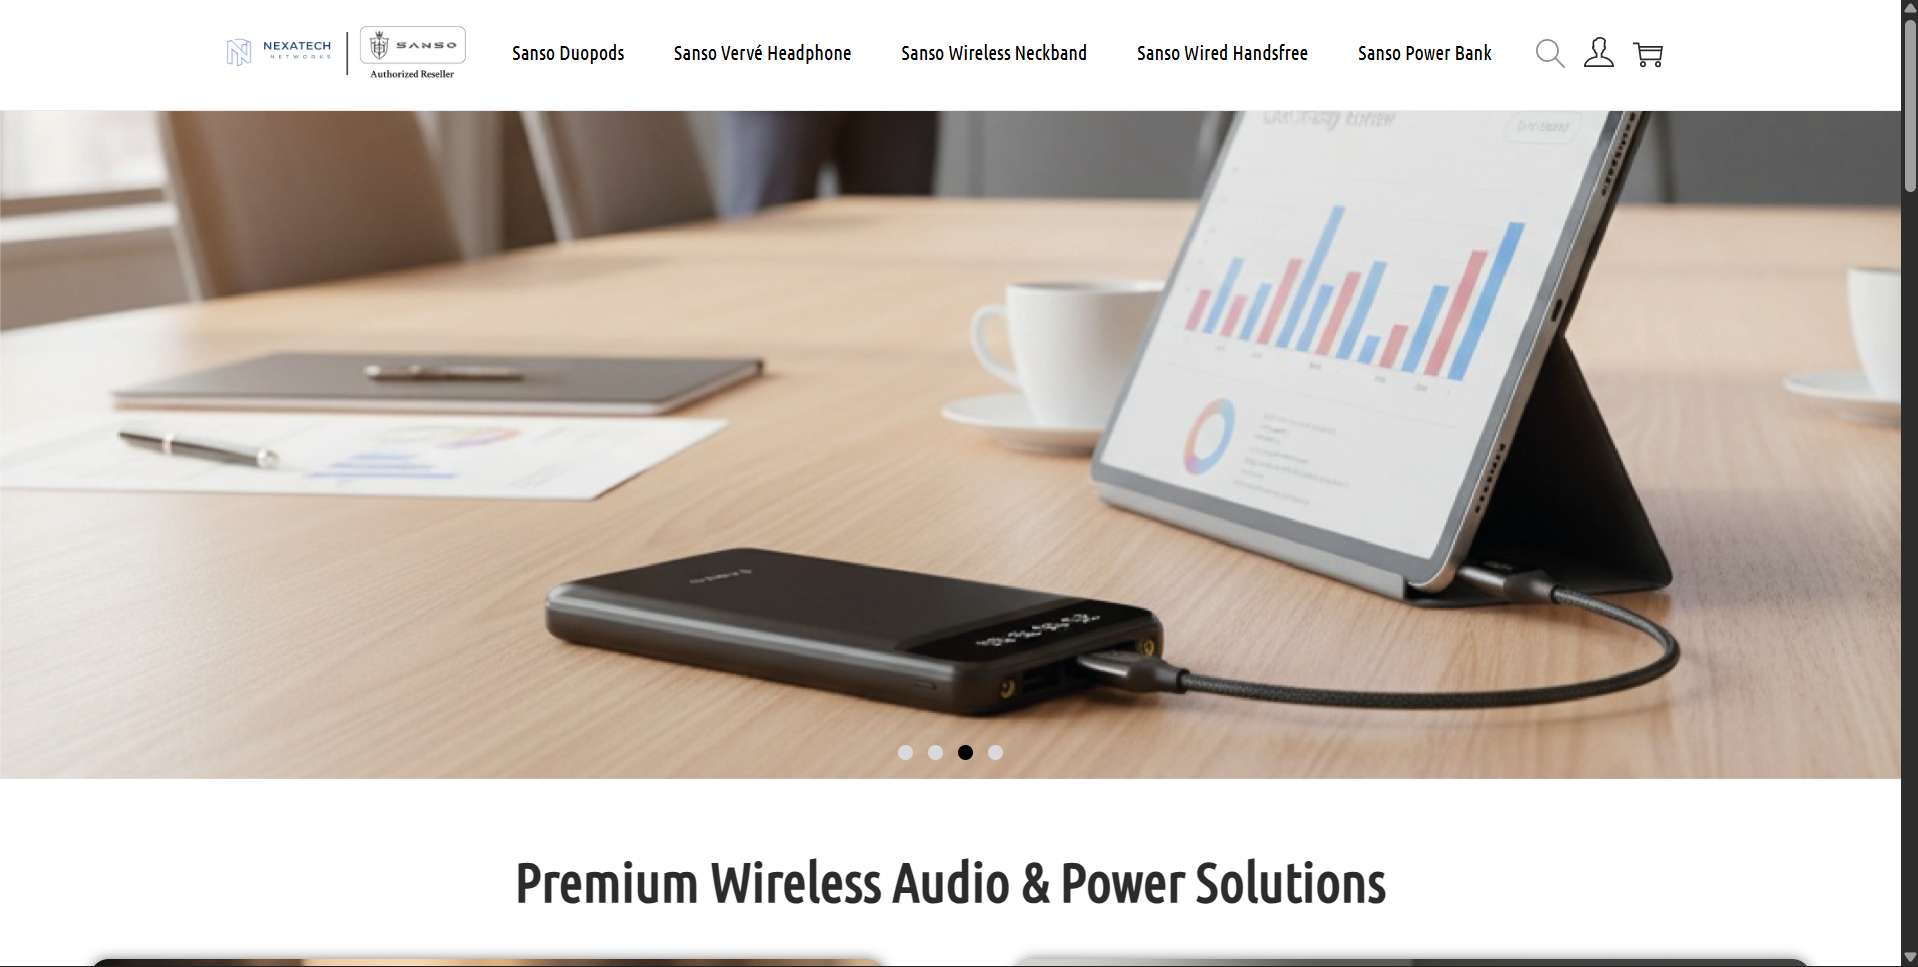 NEXATECH
NETWORKS
SANSO
Authorized Reseller
Sanso Duopods
Sanso Vervé Headphone
Sanso Wireless Neckband
Sanso Wired Handsfree
Sanso Power Bank
Premium Wireless Audio & Power Solutions